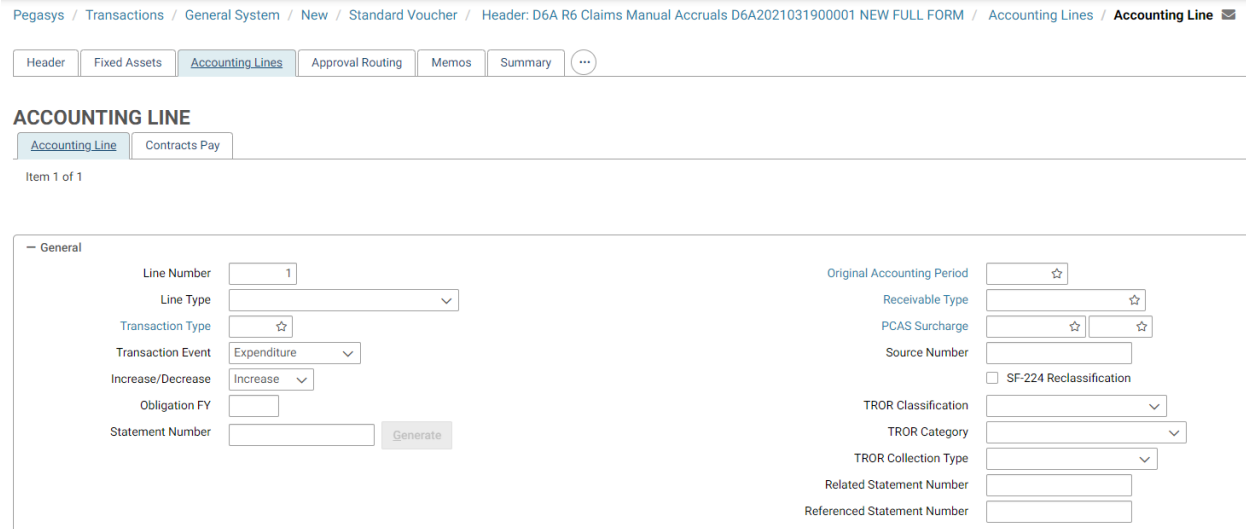 Pegasys / Transactions / General System / New / Standard Voucher / Header: D6A R6 Claims Manual Accruals D6A2021031900001 NEW FULL FORM / Accounting Lines / Accounting Line
Header Fixed Assets Accounting Lines Approval Routing Memos Summary ...
ACCOUNTING LINE
Accounting Line Contracts Pay
Item 1 of 1
General
Line Number 1
Line Type
Transaction Type
Transaction Event Expenditure
Increase/Decrease Increase
Obligation FY
Statement Number Generate
Original Accounting Period
Receivable Type
PCAS Surcharge
Source Number
SF-224 Reclassification
TROR Classification
TROR Category
TROR Collection Type
Related Statement Number
Referenced Statement Number